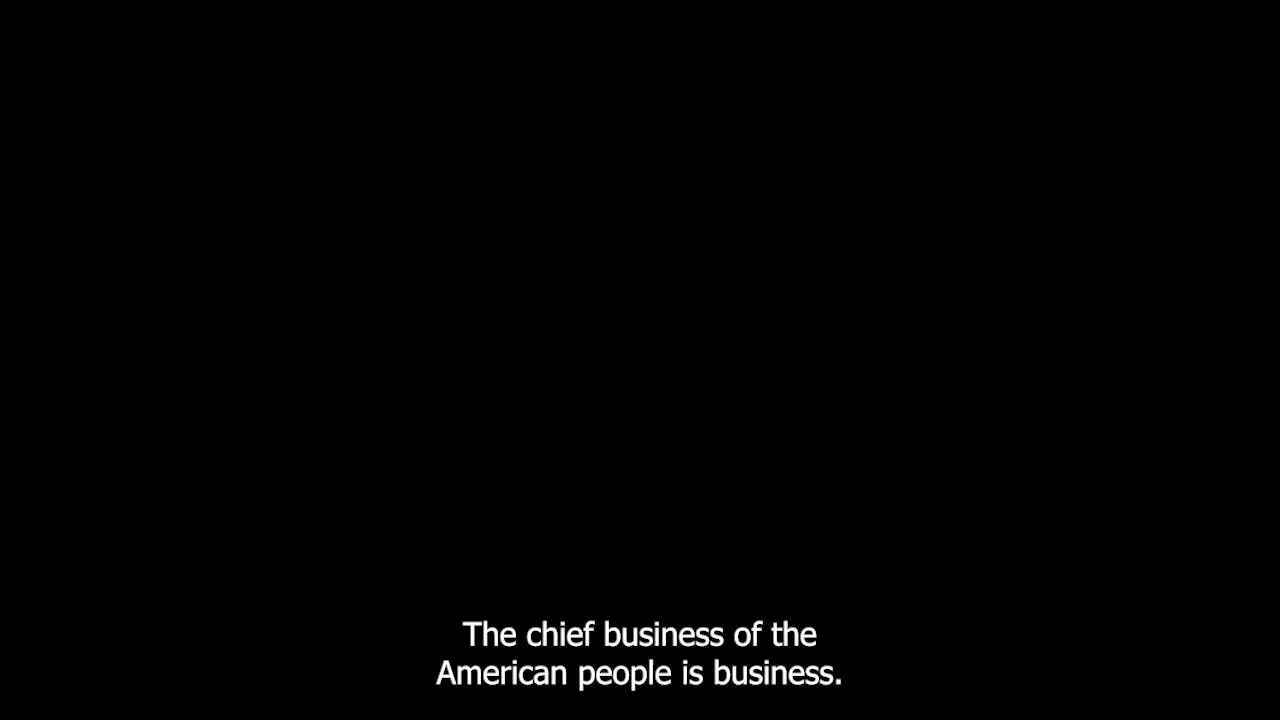 The chief business of the
American people is business.